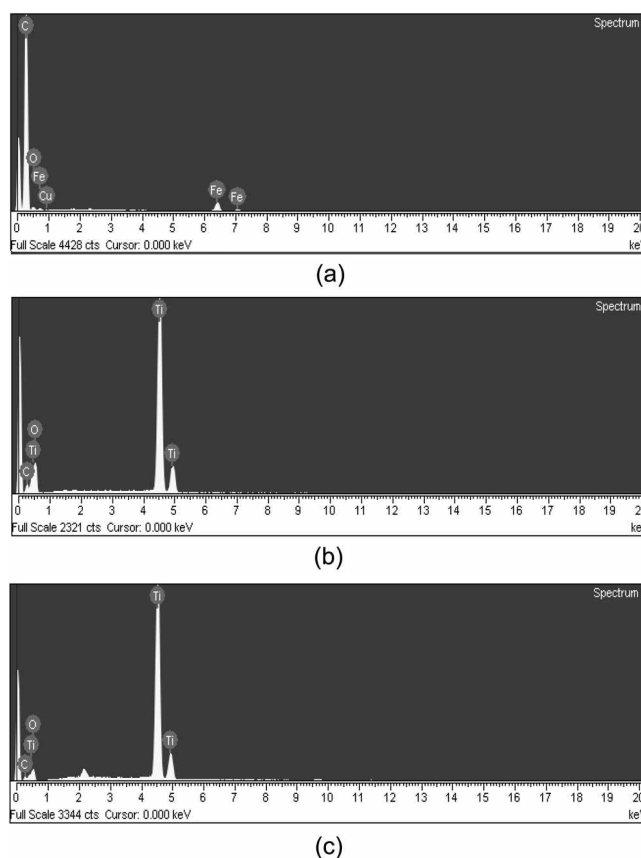 Spectrum
C
O
Fe
Cu
Fe Fe
0 1 2 3 4 5 6 7 8 9 10 11 12 13 14 15 16 17 18 19 20
Full Scale 4428 cts Cursor: 0.000 keV
(a)
Spectrum
Ti
O
Ti Ti
C
0 1 2 3 4 5 6 7 8 9 10 11 12 13 14 15 16 17 18 19 20
Full Scale 2321 cts Cursor: 0.000 keV
(b)
Spectrum
Ti
O
Ti Ti
C
0 1 2 3 4 5 6 7 8 9 10 11 12 13 14 15 16 17 18 19 20
Full Scale 3344 cts Cursor: 0.000 keV
(c)